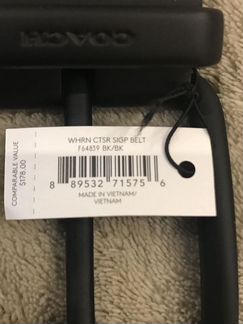 COACH
WHRN CTSR SIGP BELT
F64839 BK/BK
8 89532 71575 6
MADE IN VIETNAM/
VIETNAM
COMPARABLE VALUE
$178.00